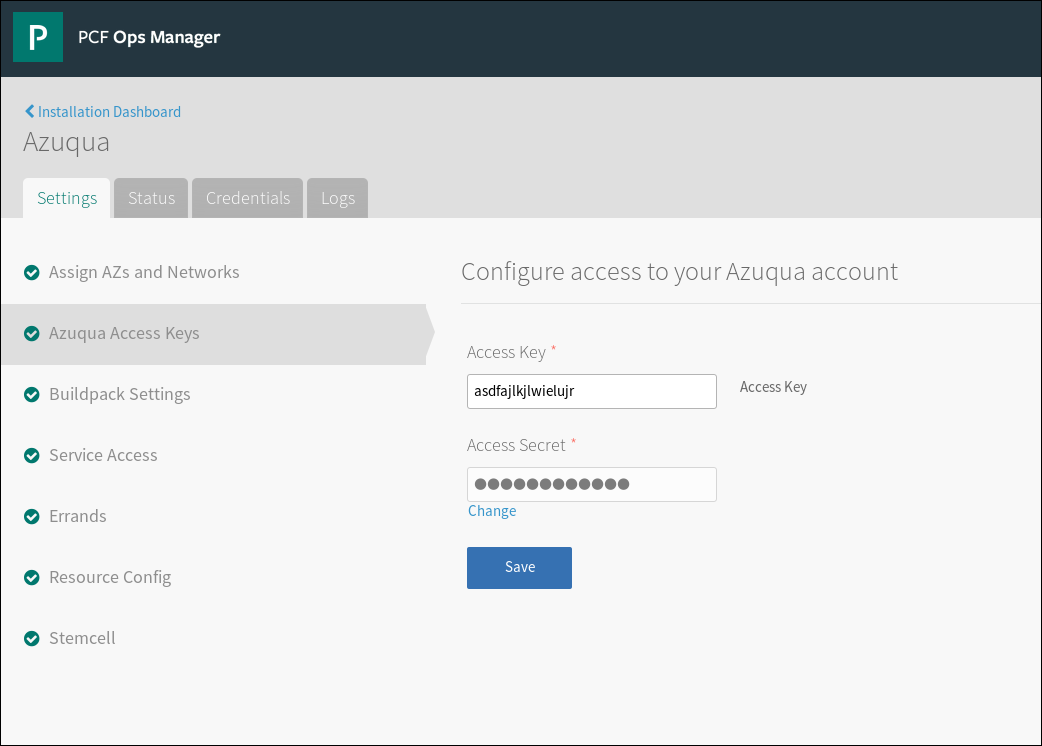 P PCF Ops Manager
Installation Dashboard
Azuqua
Settings Status Credentials Logs
Assign AZs and Networks
Azuqua Access Keys
Buildpack Settings
Service Access
Errands
Resource Config
Stemcell
Configure access to your Azuqua account
Access Key *
asdfajlkjlwielujr Access Key
Access Secret *
●●●●●●●●●●●●
Change
Save